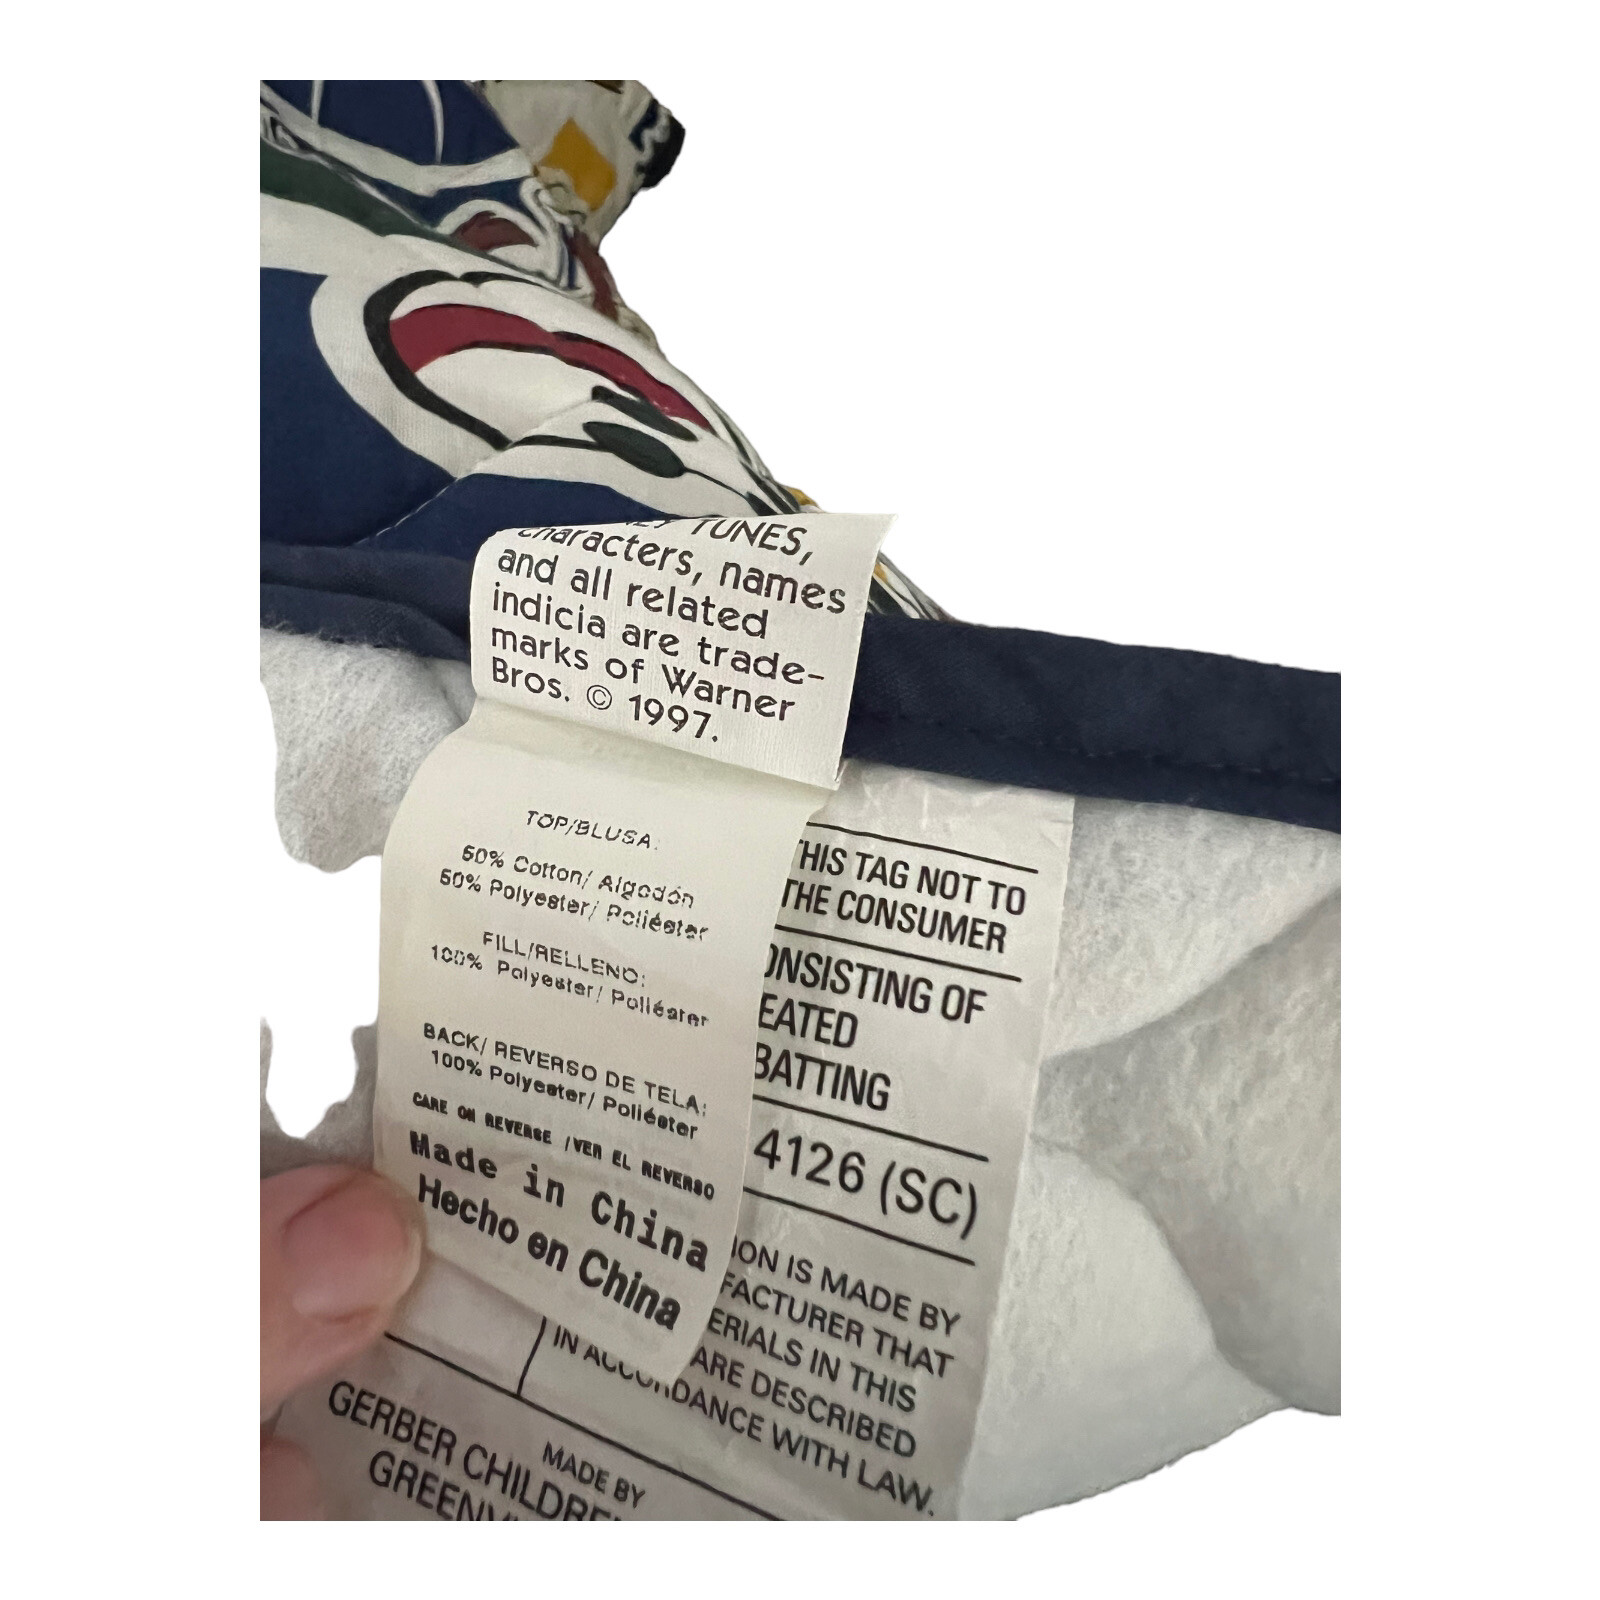 TUNES,
characters, names
and all related
indicia are trade-
marks of Warner
Bros. © 1997.
TOP/BLUSA:
50% Cotton/ Algodón
50% Polyester/ Poliéster
FILL/RELLENO:
100% Polyester/ Poliéster
BACK/ REVERSO DE TELA:
100% Polyester/ Poliéster
CARE ON REVERSE /VER EL REVERSO
Made in China
Hecho en China
HIS TAG NOT TO
THE CONSUMER
ONSISTING OF
EATED
BATTING
4126 (SC)
ION IS MADE BY
FACTURER THAT
ERIALS IN THIS
ARE DESCRIBED
IN ACCORDANCE WITH LAW.
MADE BY
GERBER CHILDRE
GREENV